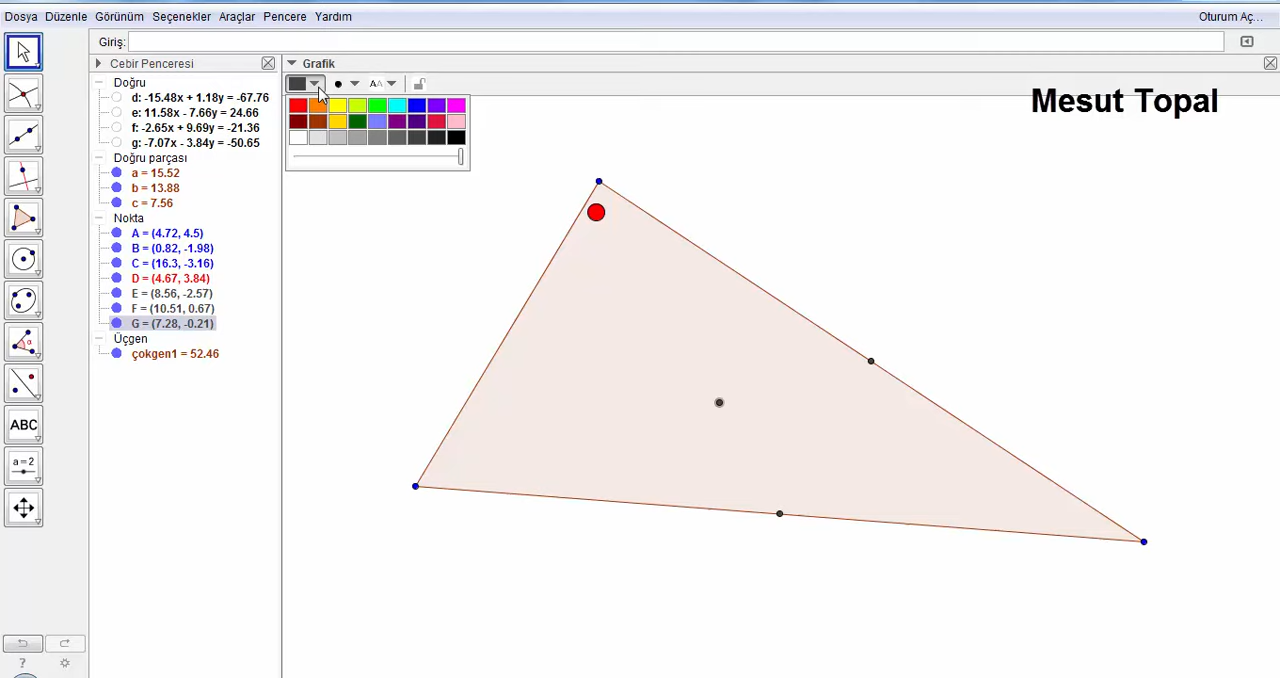 Dosya Düzenle Görünüm Seçenekler Araçlar Pencere Yardım Oturum Aç...
Giriş:
Cebir Penceresi
Grafik
Mesut Topal
Doğru
d: -15.48x + 1.18y = -67.76
e: 11.58x - 7.66y = 24.66
f: -2.65x + 9.69y = -21.36
g: -7.07x - 3.84y = -50.65
Doğru parçası
a = 15.52
b = 13.88
c = 7.56
Nokta
A = (4.72, 4.5)
B = (0.82, -1.98)
C = (16.3, -3.16)
D = (4.67, 3.84)
E = (8.56, -2.57)
F = (10.51, 0.67)
G = (7.28, -0.21)
Üçgen
çokgen1 = 52.46
AA
α
ABC
a=2
?